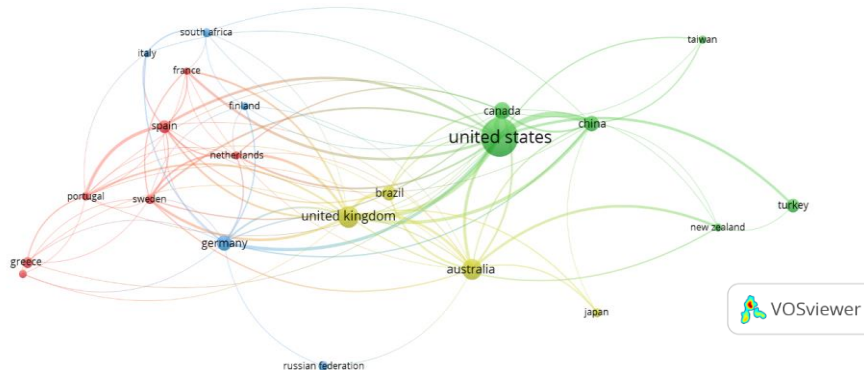 south africa
taiwan
italy
france
finland
canada
spain
china
united states
netherlands
brazil
portugal
sweden
turkey
united kingdom
new zealand
germany
greece
australia
japan
VOSviewer
russian federation